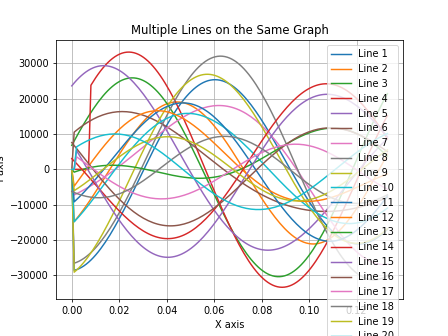 Multiple Lines on the Same Graph
30000
20000
10000
0
−10000
−20000
−30000
0.00
0.02
0.04
0.06
0.08
0.10
X axis
Line 1
Line 2
Line 3
Line 4
Line 5
Line 6
Line 7
Line 8
Line 9
Line 10
Line 11
Line 12
Line 13
Line 14
Line 15
Line 16
Line 17
Line 18
Line 19
Line 20